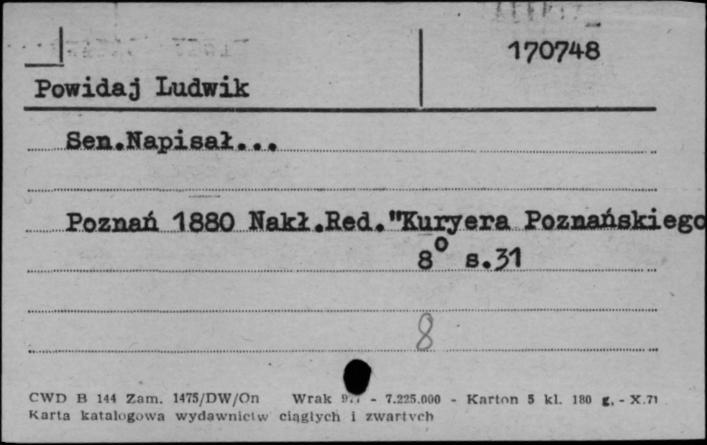 170748
Powidaj Ludwik
Sen.Napisał...
Poznań 1880 Nakł.Red."Kuryera Poznańskiego
8° s.31
8
CWD B 144 Zam. 1475/DW/On Wrak - 7.225.000 - Karton 5 kl. 180 g. - X.71
Karta katalogowa wydawnictw ciągłych i zwartych